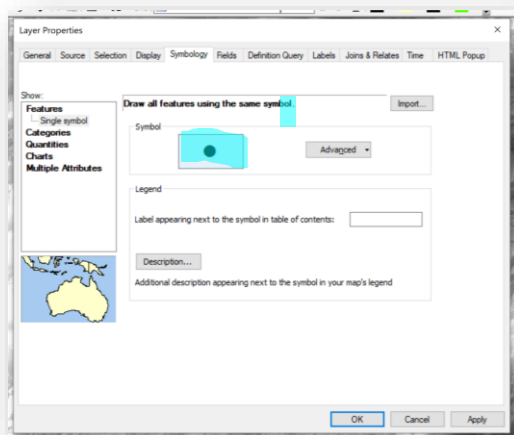 Layer Properties
General Source Selection Display Symbology Fields Definition Query Labels Joins & Relates Time HTML Popup
Show:
Features
Single symbol
Categories
Quantities
Charts
Multiple Attributes
Draw all features using the same symbol.
Import...
Symbol
Advanced
Legend
Label appearing next to the symbol in table of contents:
Description...
Additional description appearing next to the symbol in your map's legend
OK Cancel Apply